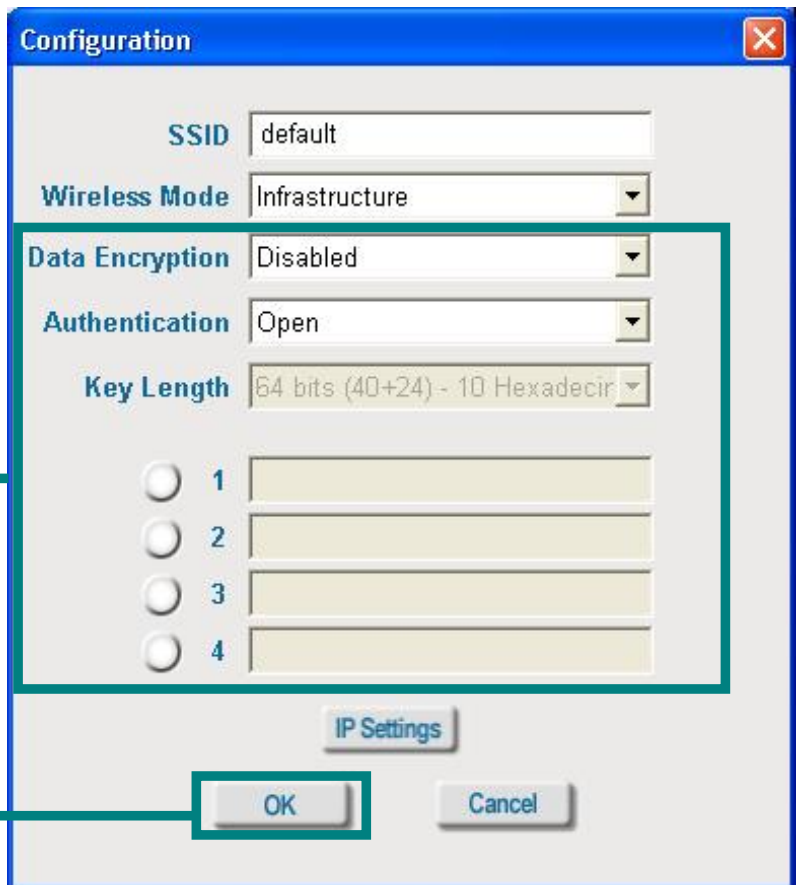 Configuration
SSID default
Wireless Mode Infrastructure
Data Encryption Disabled
Authentication Open
Key Length 64 bits (40+24) - 10 Hexadecir
1
2
3
4
IP Settings
OK Cancel